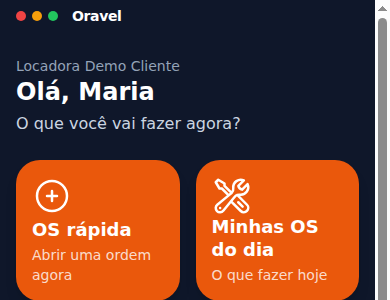 Oravel
Locadora Demo Cliente
Olá, Maria
O que você vai fazer agora?
OS rápida
Abrir uma ordem
agora
Minhas OS
do dia
O que fazer hoje